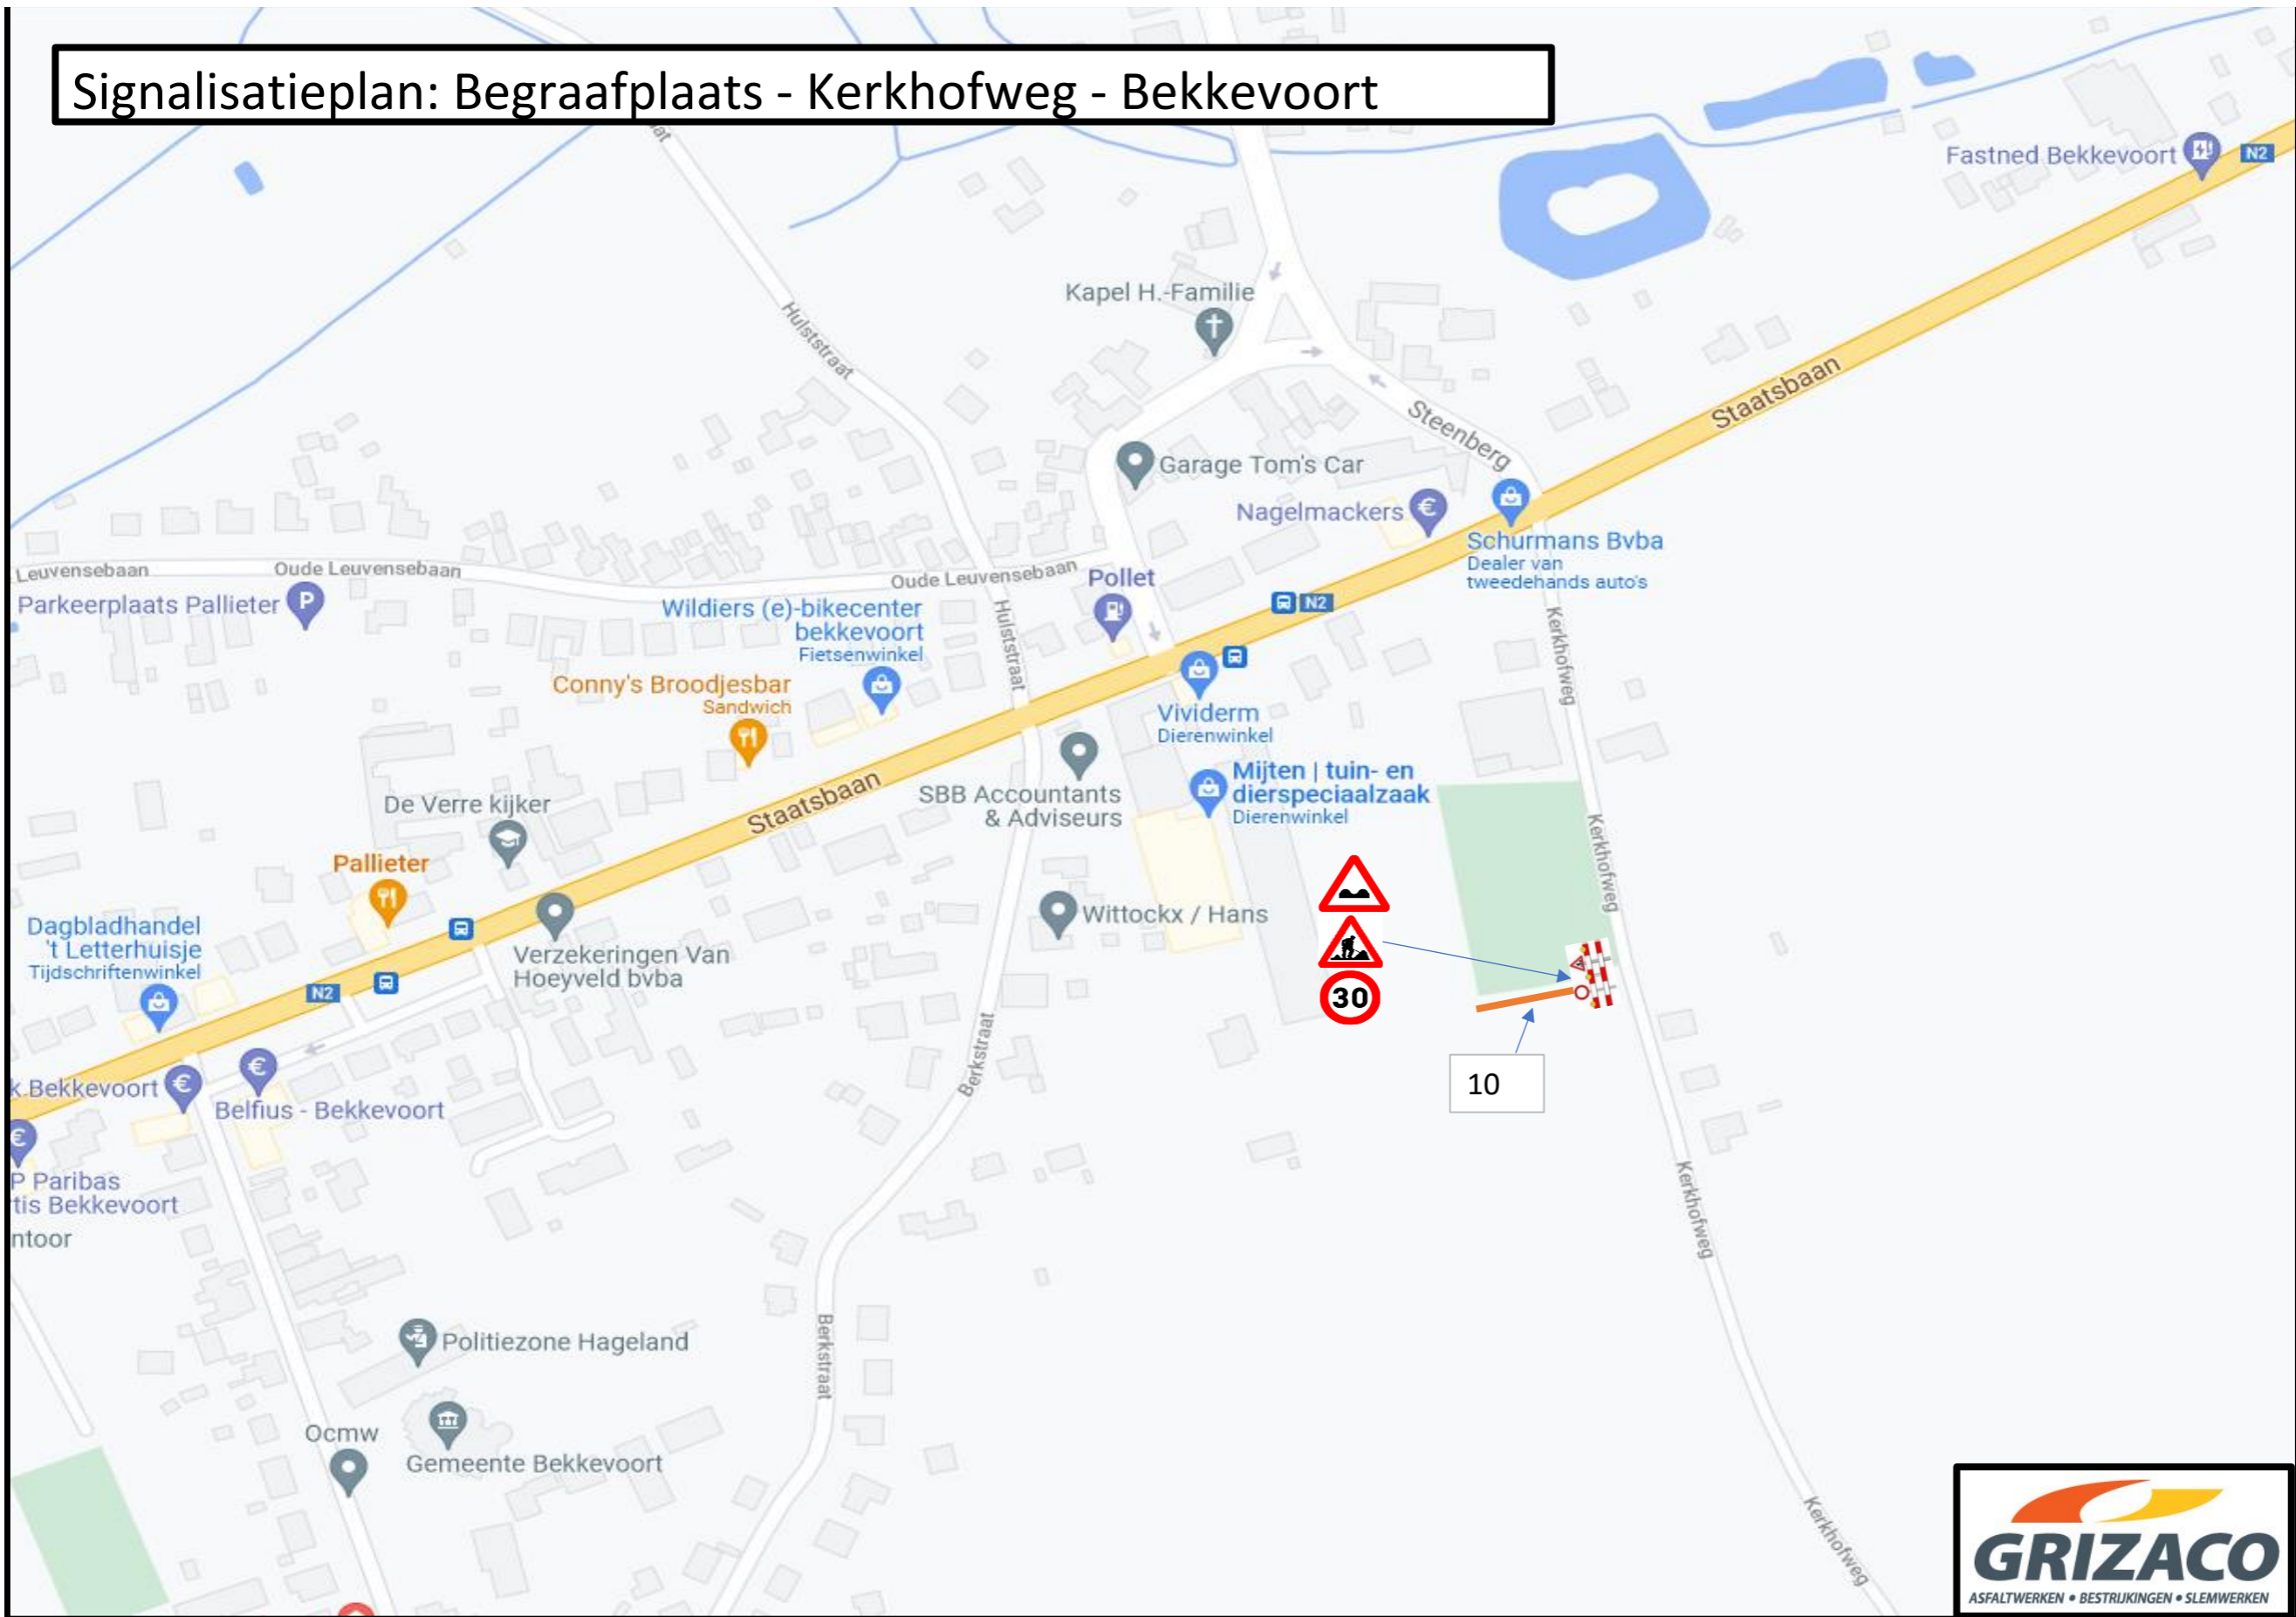 Signalisatieplan: Begraafplaats - Kerkhofweg - Bekkevoort
at
Fastned Bekkevoort
N2
Kapel H.-Familie
Hulststraat
Staatsbaan
Steenberg
Garage Tom's Car
Nagelmackers
Schurmans Bvba
Dealer van
tweedehands auto's
Leuvensebaan
Oude Leuvensebaan
Oude Leuvensebaan
Pollet
Parkeerplaats Pallieter
P
Wildiers (e)-bikecenter
bekkevoort
Fietsenwinkel
N2
Hulststraat
Kerkhofweg
Conny's Broodjesbar
Sandwich
Vividerm
Dierenwinkel
Mijten | tuin- en
dierspeciaalzaak
Dierenwinkel
SBB Accountants
& Adviseurs
Staatsbaan
De Verre kijker
Kerkhofweg
Pallieter
Wittockx / Hans
Dagbladhandel
't Letterhuisje
Tijdschriftenwinkel
Verzekeringen Van
Hoeyveld bvba
N2
30
10
Berkstraat
k Bekkevoort
Belfius - Bekkevoort
P Paribas
tis Bekkevoort
ntoor
Kerkhofweg
Politiezone Hageland
Berkstraat
Ocmw
Gemeente Bekkevoort
Kerkhofweg
GRIZACO
ASFALTWERKEN • BESTRIJKINGEN • SLEMWERKEN